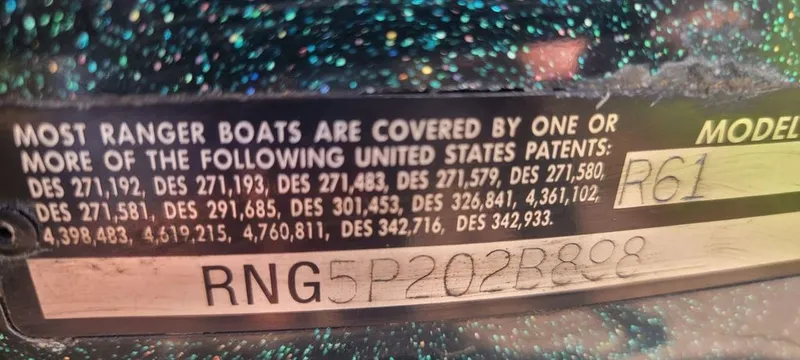 MOST RANGER BOATS ARE COVERED BY ONE OR
MORE OF THE FOLLOWING UNITED STATES PATENTS:
DES 271,192, DES 271,193, DES 271,483, DES 271,579, DES 271,580,
DES 271,581, DES 291,685, DES 301,453, DES 326,841, 4,361,102,
4,398,483, 4,619,215, 4,760,811, DES 342,716, DES 342,933.
MODEL
R61
RNG5P202B898